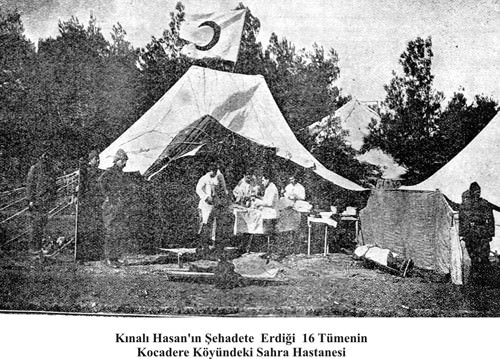 Kınalı Hasan'ın Şehadete Erdiği 16 Tümenin
Kocadere Köyündeki Sahra Hastanesi